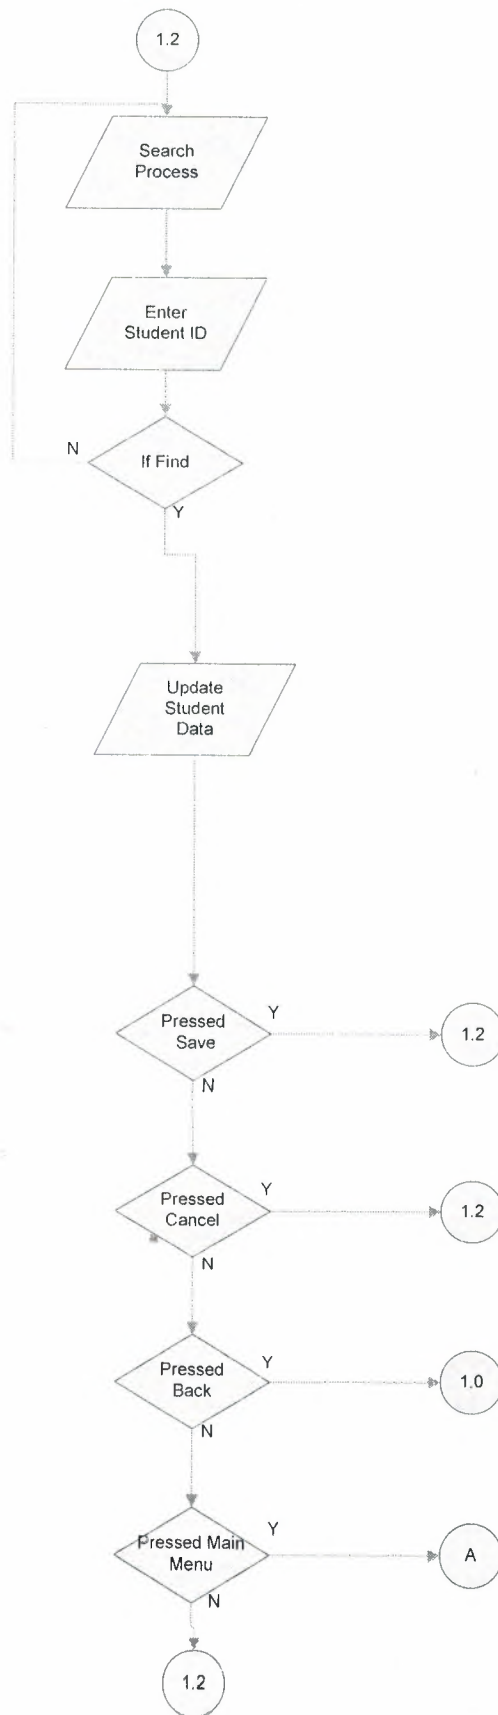 1.2
Search
Process
Enter
Student ID
N
If Find
Y
Update
Student
Data
Pressed
Save
Y
1.2
N
Pressed
Cancel
Y
1.2
N
Pressed
Back
Y
1.0
N
Pressed Main
Menu
Y
A
N
1.2